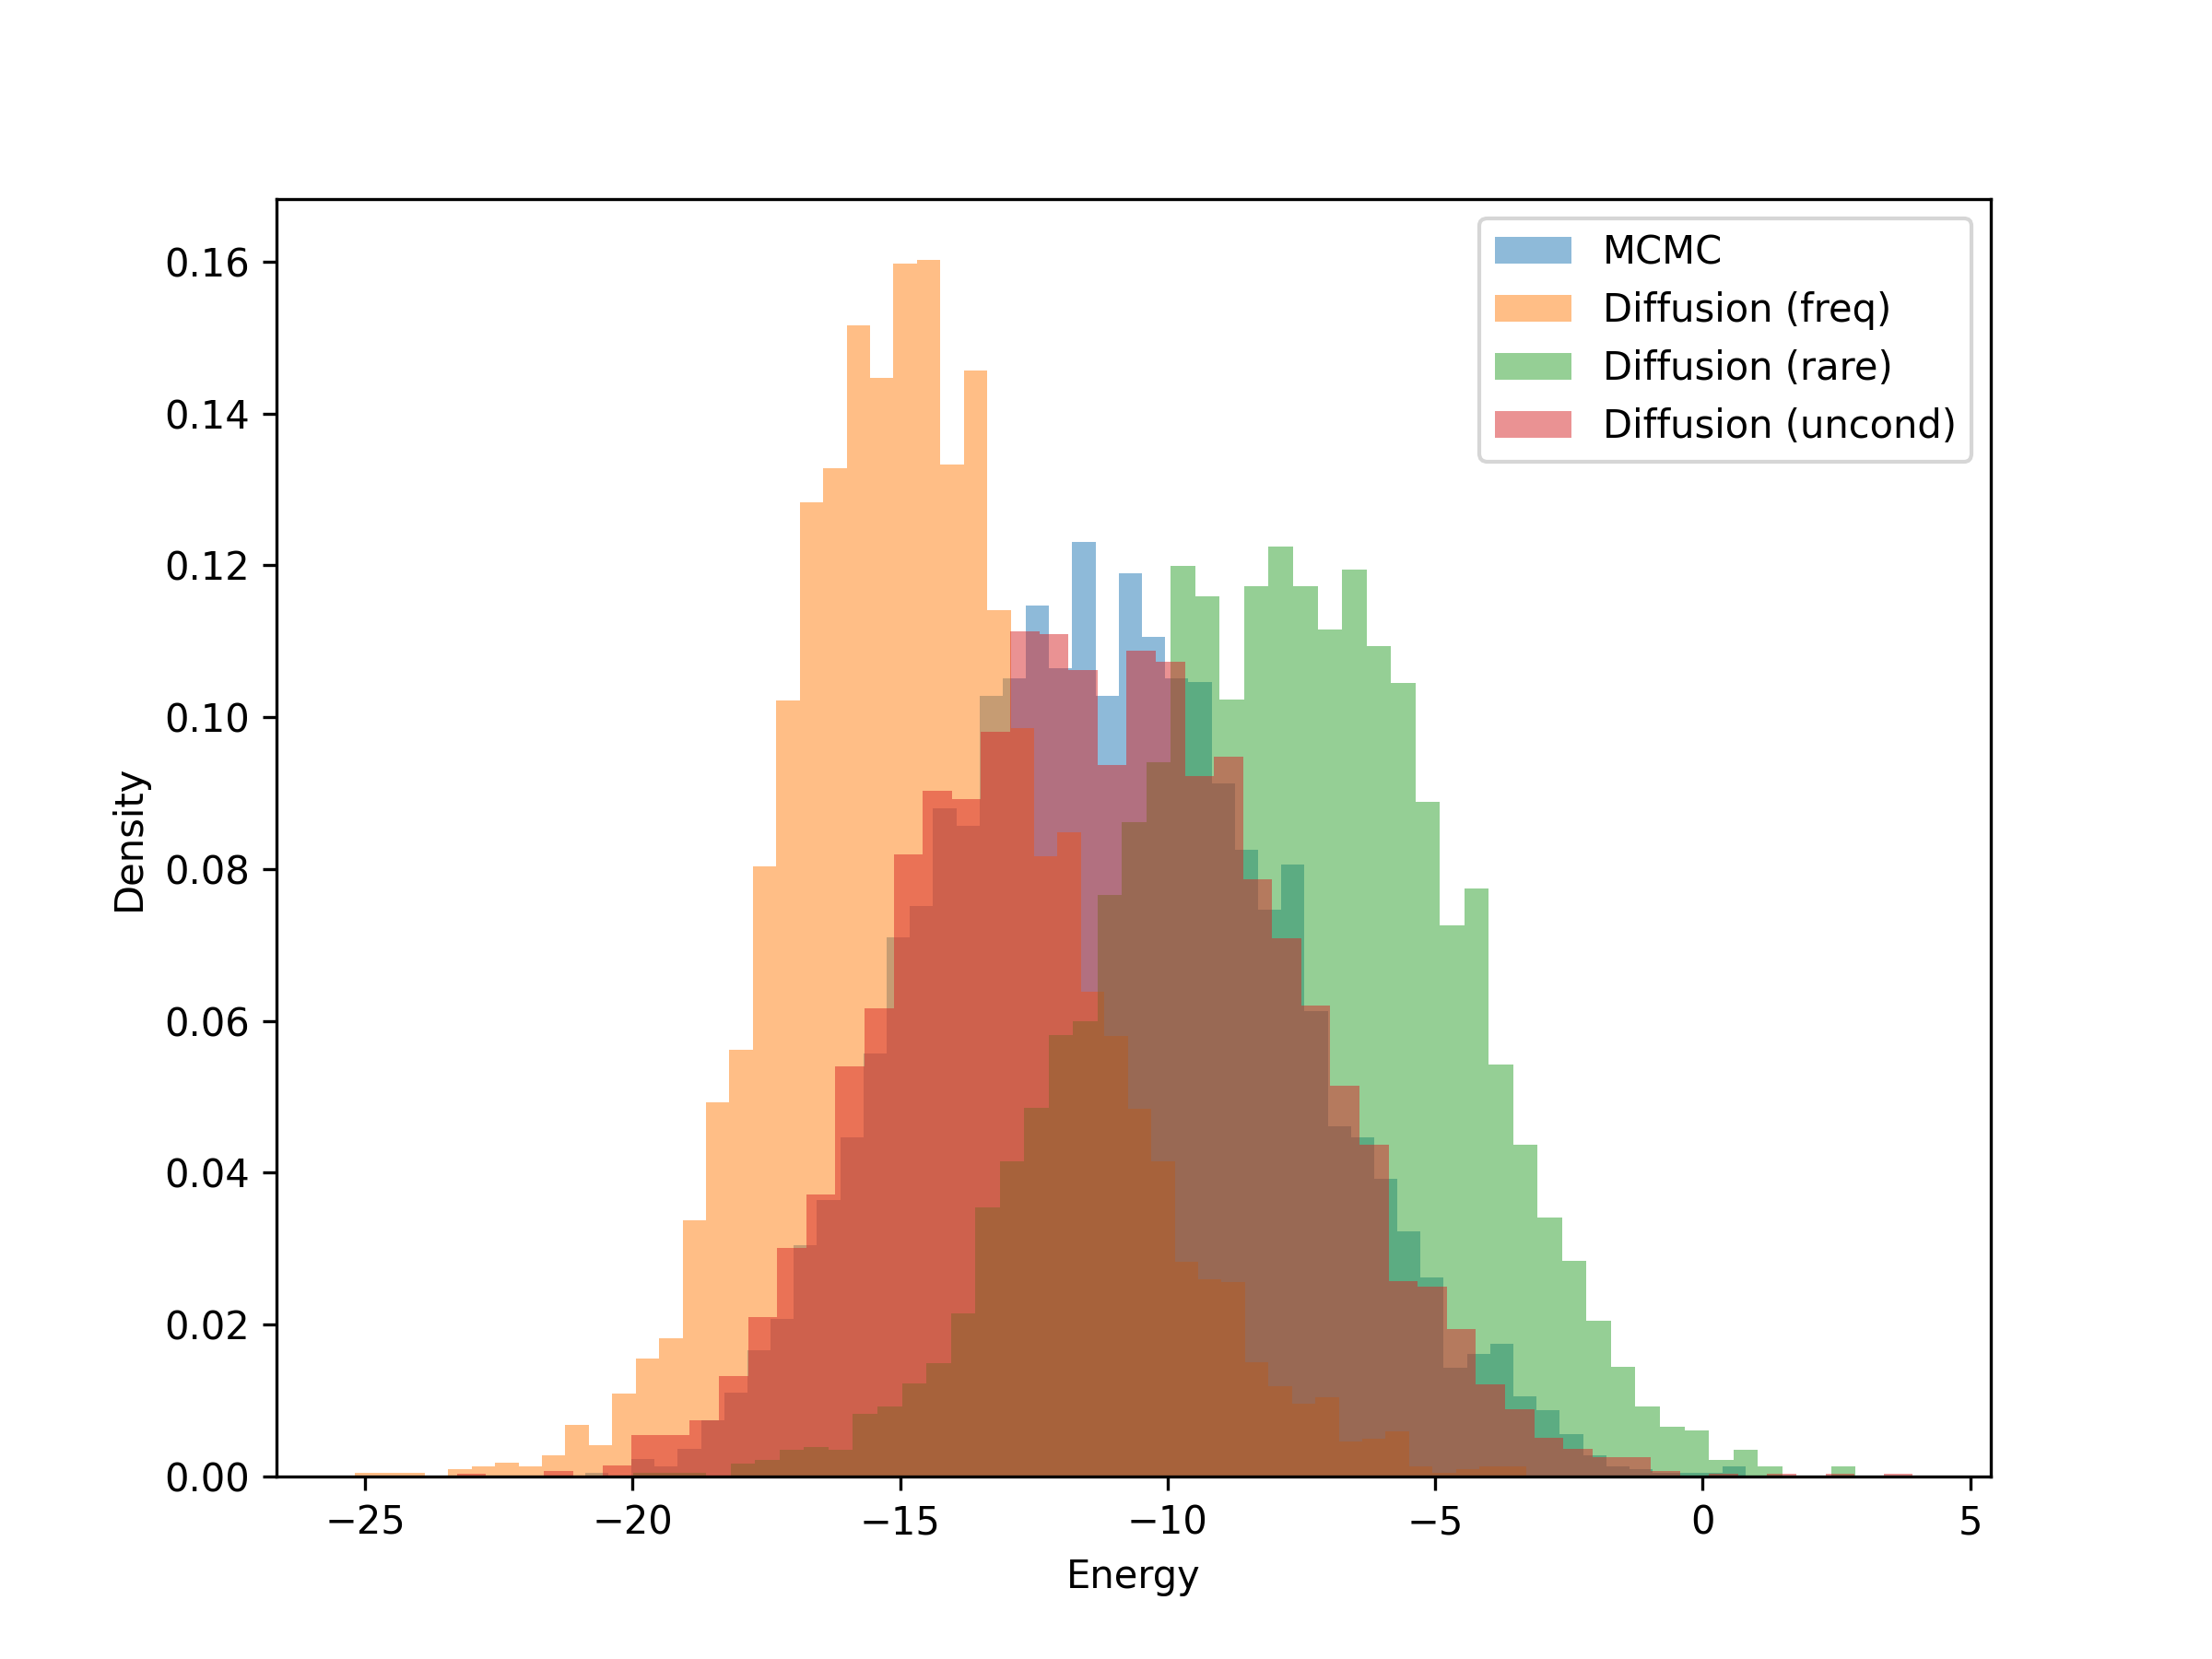 MCMC
Diffusion (freq)
Diffusion (rare)
Diffusion (uncond)
0.16
0.14
0.12
0.10
0.08
0.06
0.04
0.02
0.00
Density
−25 −20 −15 −10 −5 0 5
Energy